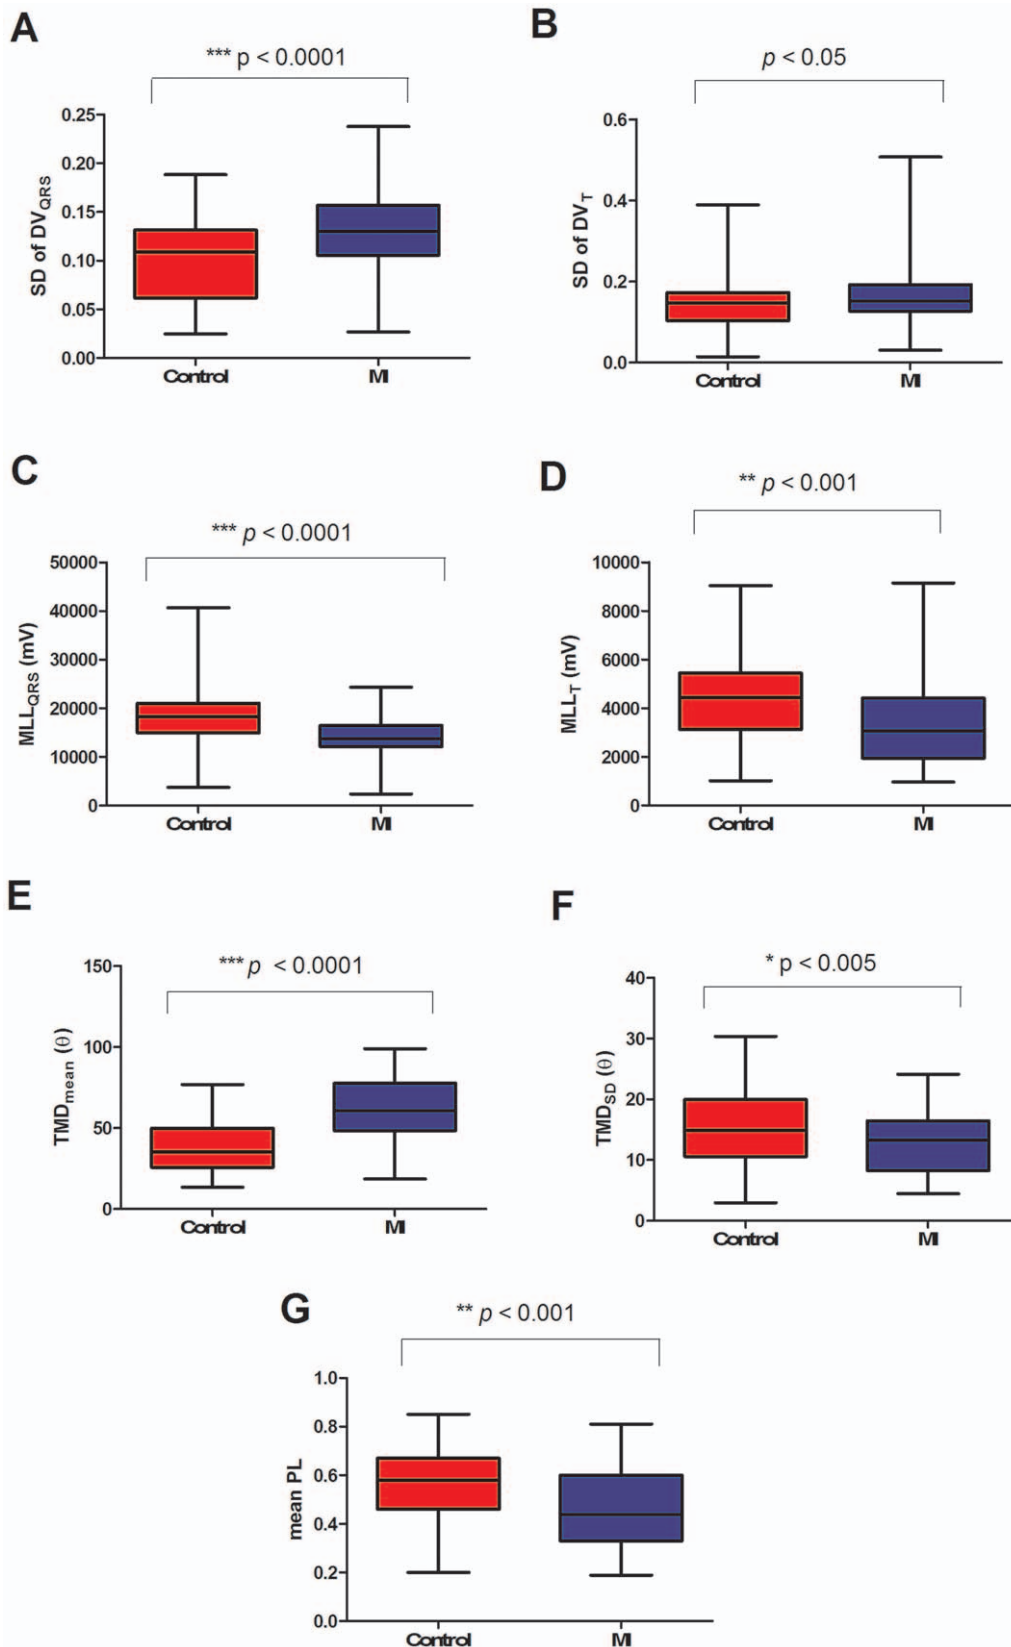 A
*** p < 0.0001
SD of DVQRS
0.25
0.20
0.15
0.10
0.05
0.00
Control
MI
B
p < 0.05
SD of DVT
0.6
0.4
0.2
0.0
Control
MI
C
*** p < 0.0001
MLLQRS (mV)
50000
40000
30000
20000
10000
0
Control
MI
D
** p < 0.001
MLLT (mV)
10000
8000
6000
4000
2000
0
Control
MI
E
*** p < 0.0001
TMDmean (θ)
150
100
50
0
Control
MI
F
* p < 0.005
TMDSD (θ)
40
30
20
10
0
Control
MI
G
** p < 0.001
mean PL
1.0
0.8
0.6
0.4
0.2
0.0
Control
MI